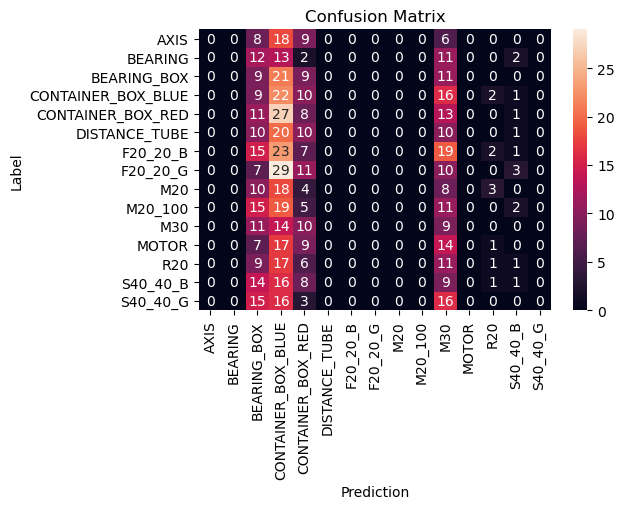 Confusion Matrix
AXIS 0 0 8 18 9 0 0 0 0 0 6 0 0 0 0
BEARING 0 0 12 13 2 0 0 0 0 0 11 0 0 2 0
BEARING_BOX 0 0 9 21 9 0 0 0 0 0 11 0 0 0 0
CONTAINER_BOX_BLUE 0 0 9 22 10 0 0 0 0 0 16 0 2 1 0
CONTAINER_BOX_RED 0 0 11 27 8 0 0 0 0 0 13 0 0 1 0
DISTANCE_TUBE 0 0 10 20 10 0 0 0 0 0 10 0 0 1 0
F20_20_B 0 0 15 23 7 0 0 0 0 0 19 0 2 1 0
F20_20_G 0 0 7 29 11 0 0 0 0 0 10 0 0 3 0
M20 0 0 10 18 4 0 0 0 0 0 8 0 3 0 0
M20_100 0 0 15 19 5 0 0 0 0 0 11 0 0 2 0
M30 0 0 11 14 10 0 0 0 0 0 9 0 0 0 0
MOTOR 0 0 7 17 9 0 0 0 0 0 14 0 1 0 0
R20 0 0 9 17 6 0 0 0 0 0 11 0 1 1 0
S40_40_B 0 0 14 16 8 0 0 0 0 0 9 0 1 1 0
S40_40_G 0 0 15 16 3 0 0 0 0 0 16 0 0 0 0
Label
AXIS
BEARING
BEARING_BOX
CONTAINER_BOX_BLUE
CONTAINER_BOX_RED
DISTANCE_TUBE
F20_20_B
F20_20_G
M20
M20_100
M30
MOTOR
R20
S40_40_B
S40_40_G
Prediction
25
20
15
10
5
0